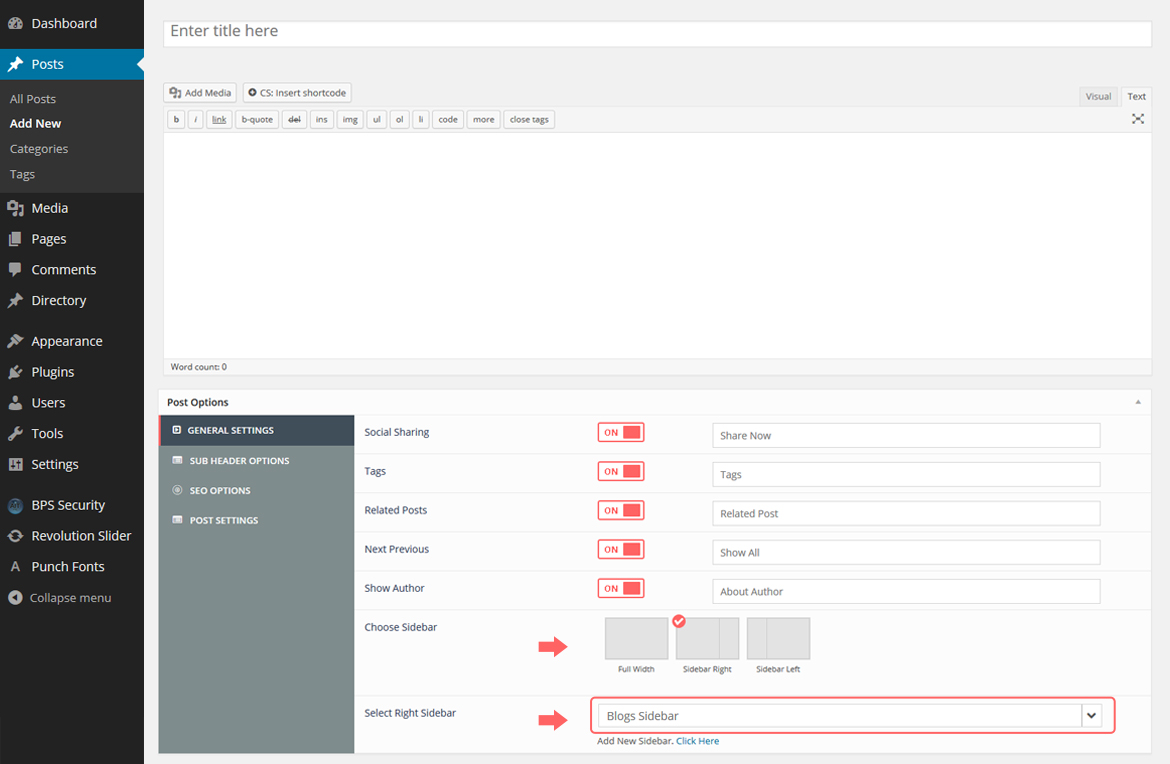 Dashboard
Posts
All Posts
Add New
Categories
Tags
Media
Pages
Comments
Directory
Appearance
Plugins
Users
Tools
Settings
BPS Security
Revolution Slider
Punch Fonts
Collapse menu
Enter title here
Add Media CS: Insert shortcode
Visual Text
b i link b-quote del ins img ul ol li code more close tags
Word count: 0
Post Options
GENERAL SETTINGS
SUB HEADER OPTIONS
SEO OPTIONS
POST SETTINGS
Social Sharing ON Share Now
Tags ON Tags
Related Posts ON Related Post
Next Previous ON Show All
Show Author ON About Author
Choose Sidebar
Full Width Sidebar Right Sidebar Left
Select Right Sidebar Blogs Sidebar
Add New Sidebar. Click Here